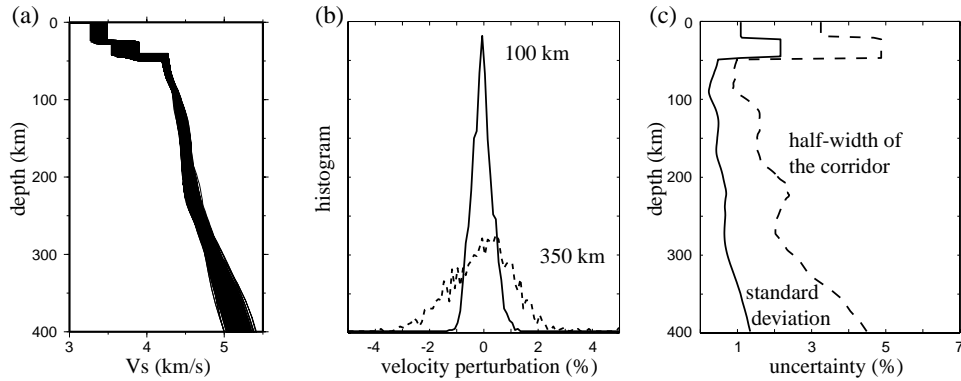 (a)
0
100
200
300
400
depth (km)
3
4
5
Vs (km/s)
(b)
100 km
350 km
histogram
-4
-2
0
2
4
velocity perturbation (%)
(c)
0
100
200
300
400
depth (km)
half-width of
the corridor
standard
deviation
1
3
5
7
uncertainty (%)